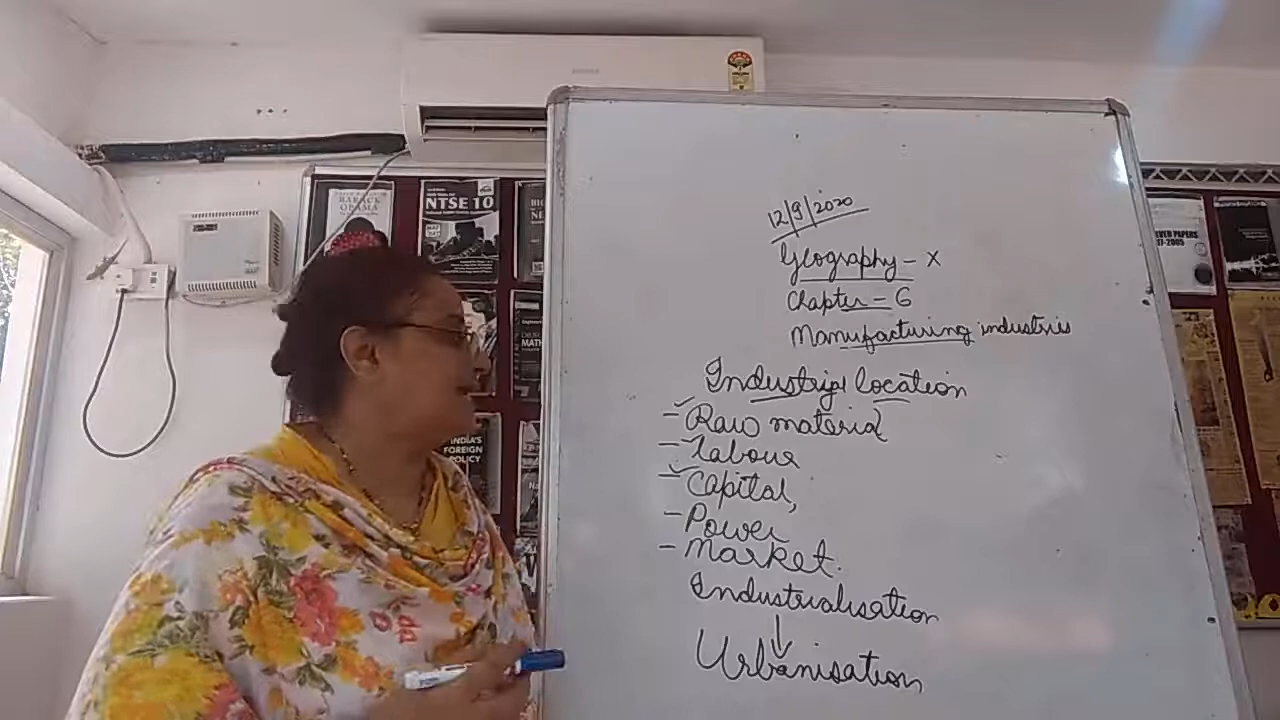 BARACK
OBAMA
NTSE 10
MATH
INDIA'S
FOREIGN
POLICY
12/9/2020
Geography - X
Chapter - 6
Manufacturing industries
Industrial location
- Raw material
- Labour
- Capital,
- Power
- Market.
Industrialisation
↓
Urbanisation